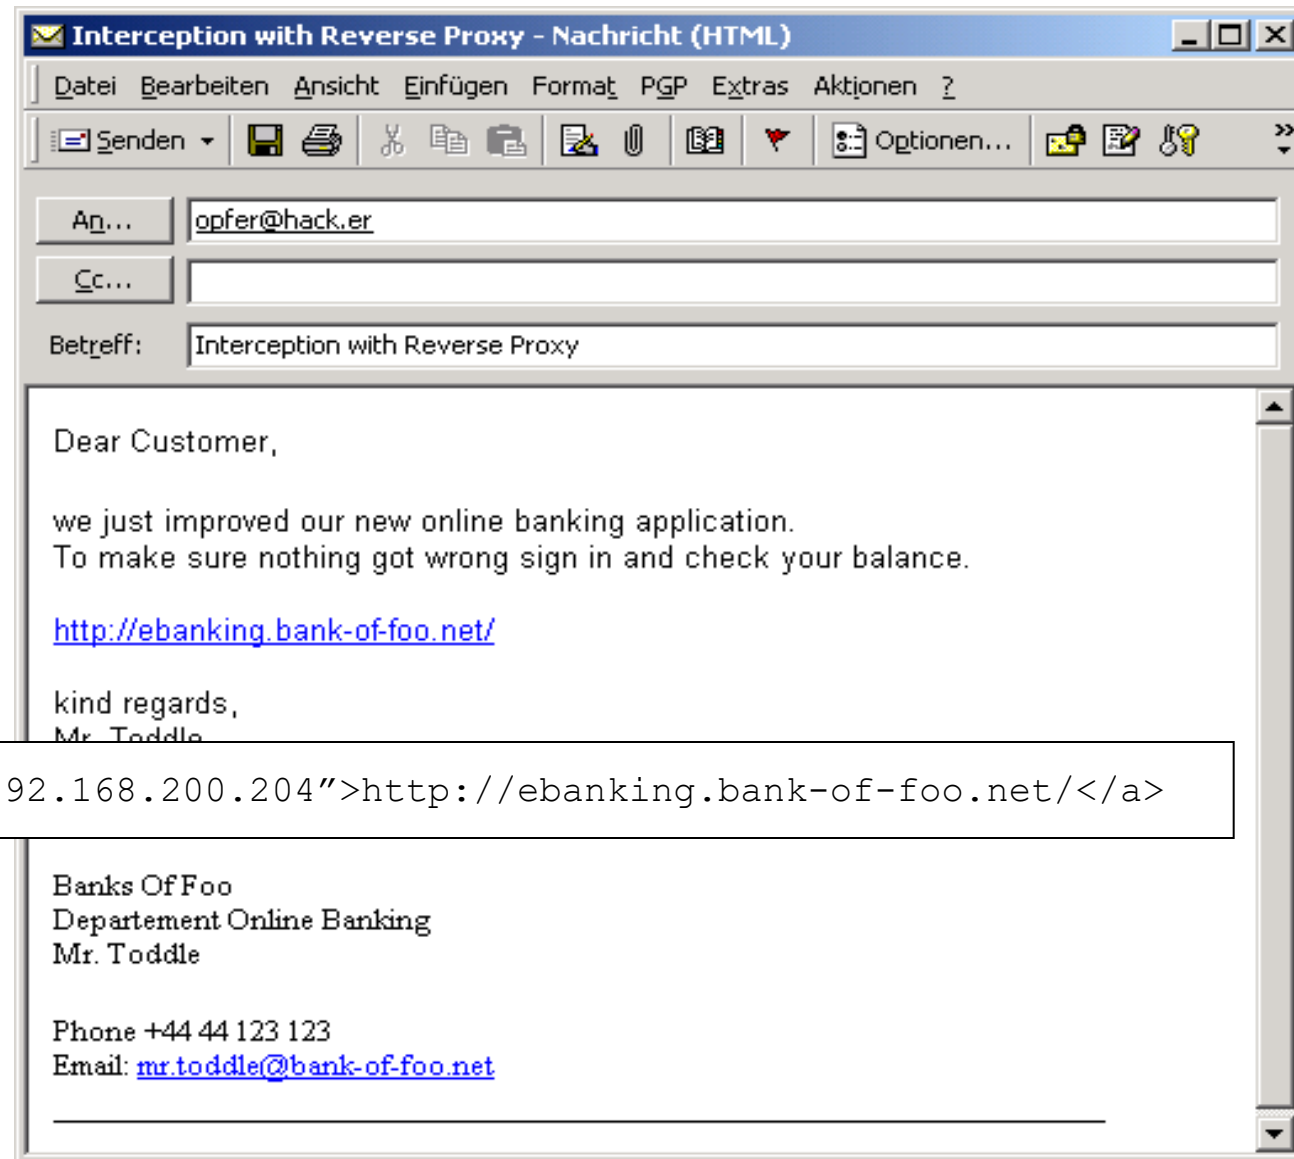 Interception with Reverse Proxy - Nachricht (HTML)
Datei Bearbeiten Ansicht Einfügen Format PGP Extras Aktionen ?
Senden Optionen...
An... opfer@hack.er
Cc...
Betreff: Interception with Reverse Proxy
Dear Customer,
we just improved our new online banking application.
To make sure nothing got wrong sign in and check your balance.
http://ebanking.bank-of-foo.net/
kind regards,
Mr. Toddle
92.168.200.204”>http://ebanking.bank-of-foo.net/</a>
Banks Of Foo
Departement Online Banking
Mr. Toddle
Phone +44 44 123 123
Email: mr.toddle@bank-of-foo.net